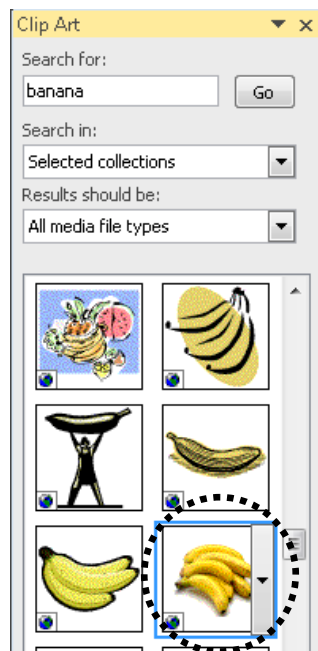 Clip Art
Search for:
banana
Go
Search in:
Selected collections
Results should be:
All media file types